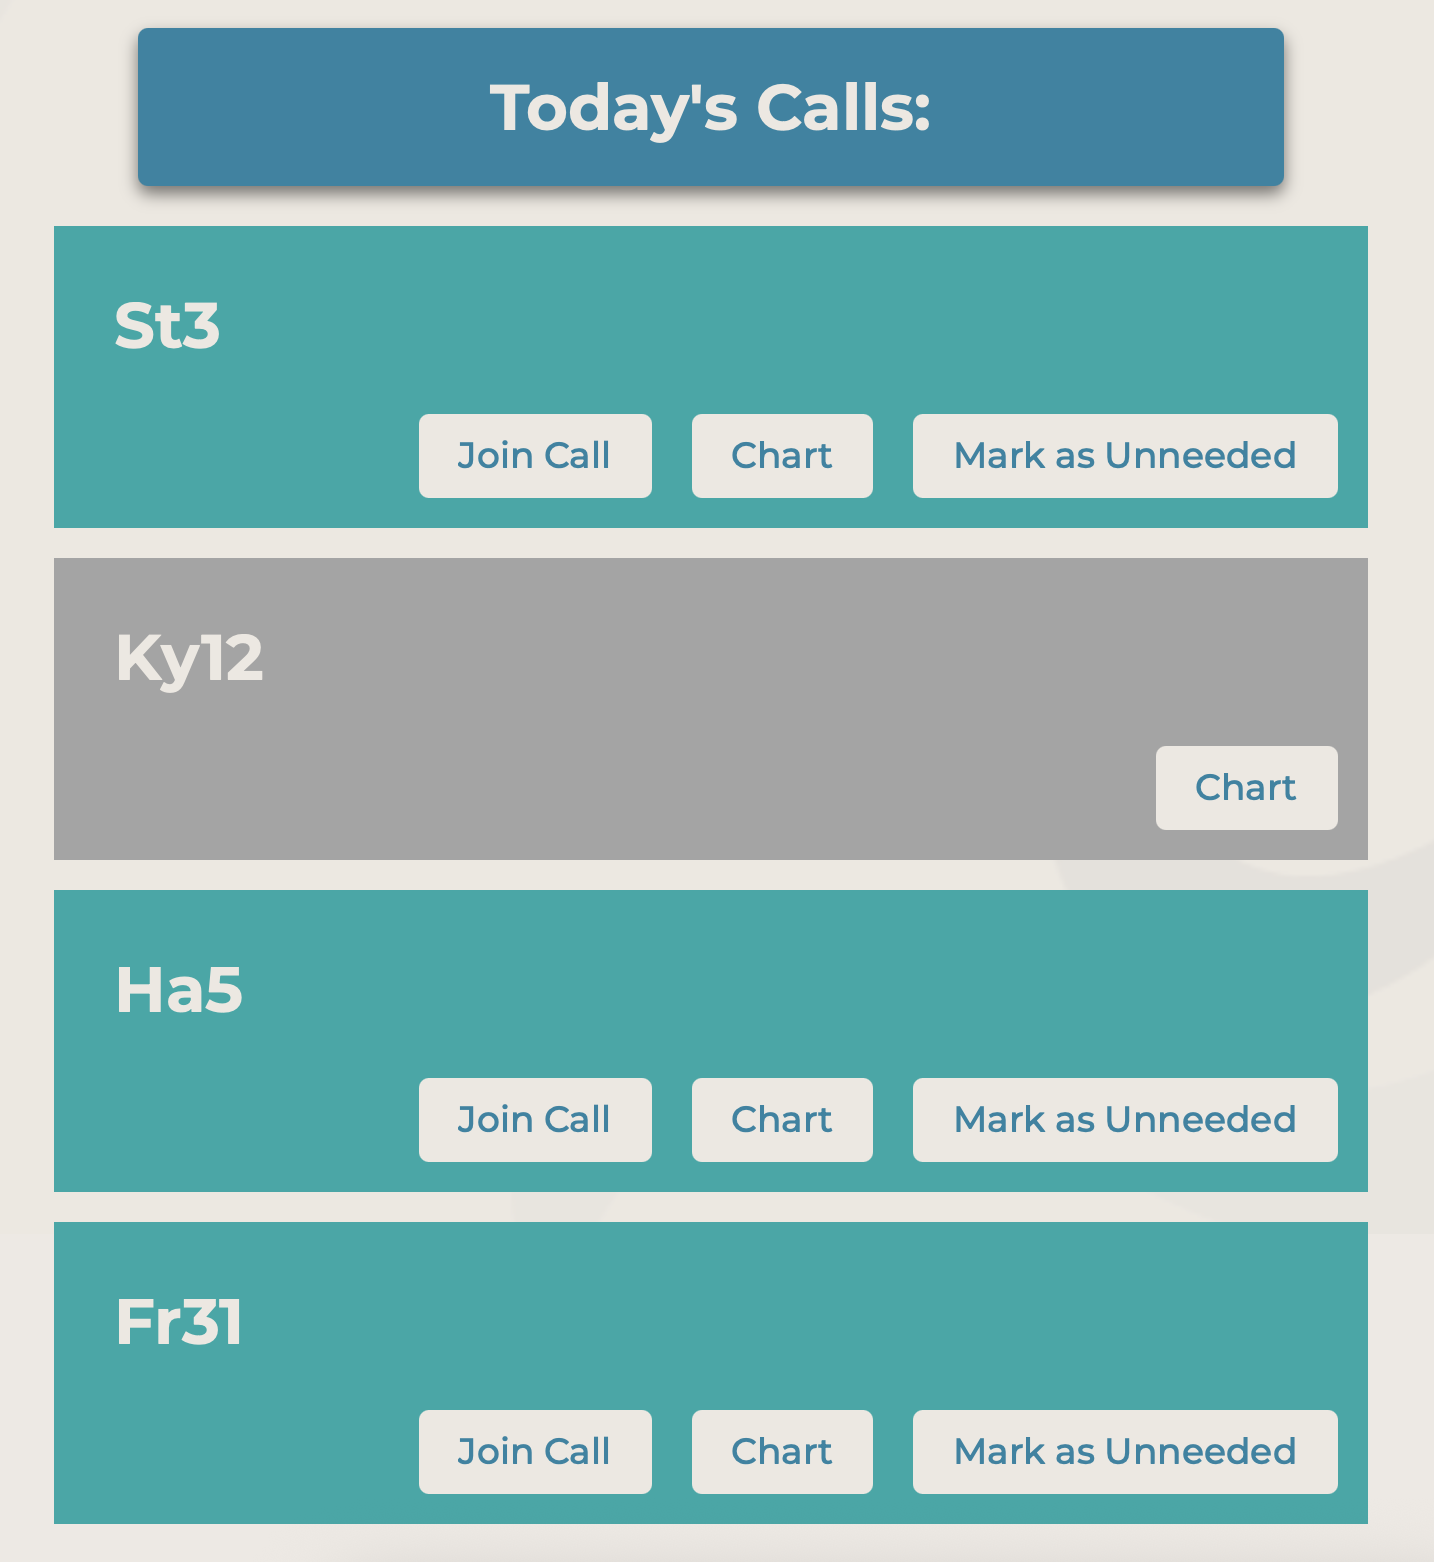 Today's Calls:
St3
Join Call Chart Mark as Unneeded
Ky12
Chart
Ha5
Join Call Chart Mark as Unneeded
Fr31
Join Call Chart Mark as Unneeded